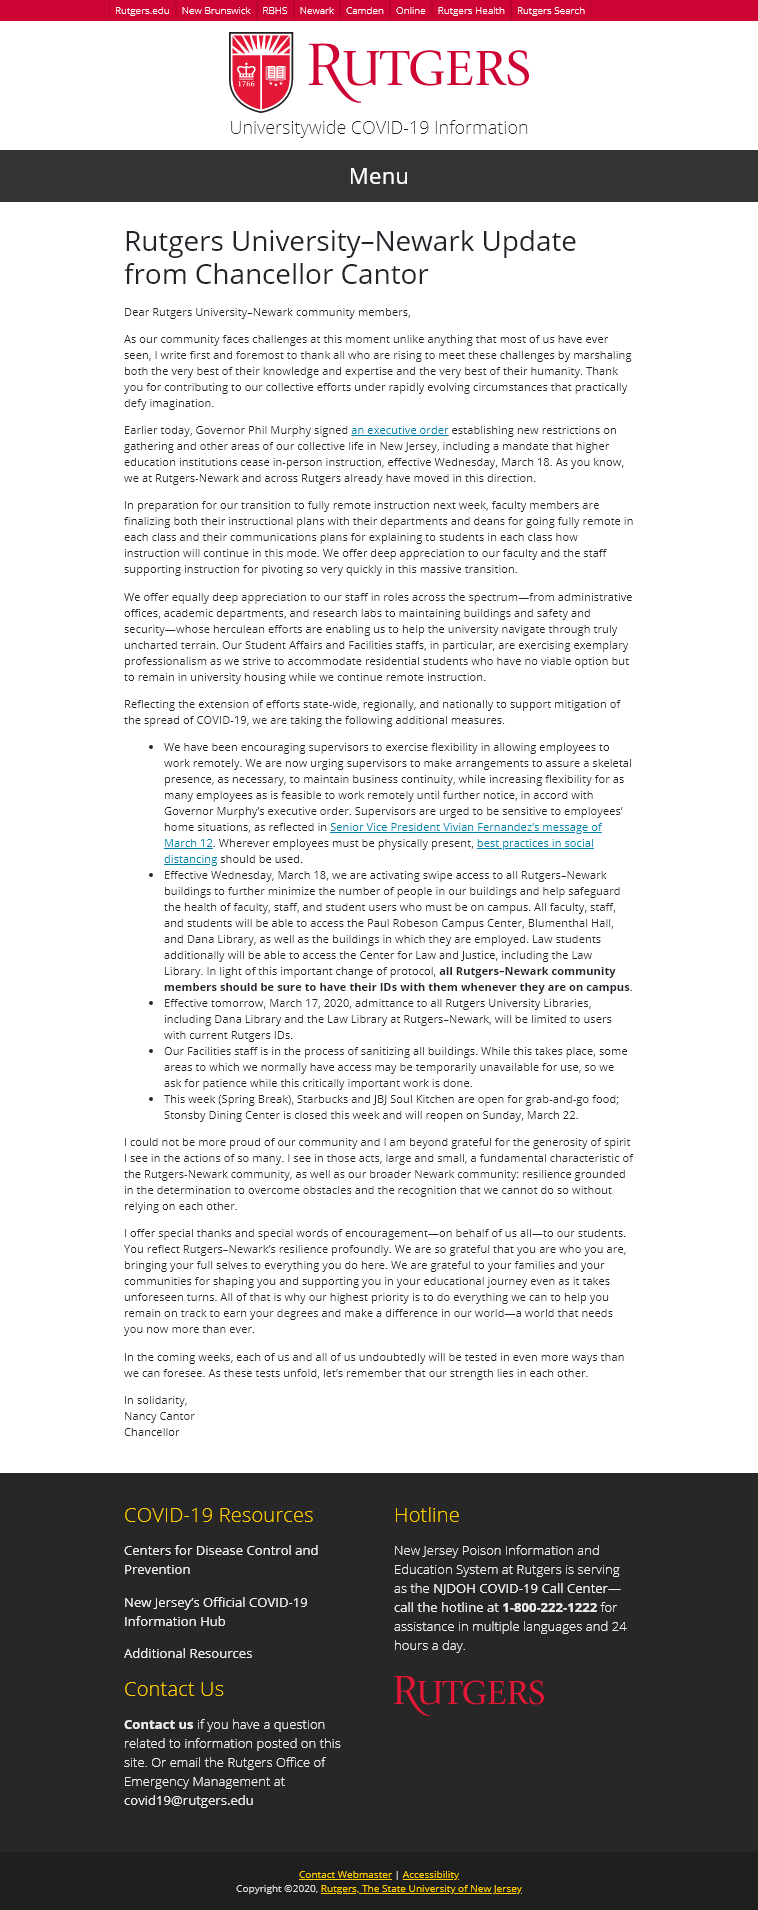 Rutgers.edu New Brunswick RBHS Newark Camden Online Rutgers Health Rutgers Search
1766
RUTGERS
Universitywide COVID-19 Information
Menu
Rutgers University–Newark Update
from Chancellor Cantor
Dear Rutgers University–Newark community members,
As our community faces challenges at this moment unlike anything that most of us have ever
seen, I write first and foremost to thank all who are rising to meet these challenges by marshaling
both the very best of their knowledge and expertise and the very best of their humanity. Thank
you for contributing to our collective efforts under rapidly evolving circumstances that practically
defy imagination.
Earlier today, Governor Phil Murphy signed an executive order establishing new restrictions on
gathering and other areas of our collective life in New Jersey, including a mandate that higher
education institutions cease in-person instruction, effective Wednesday, March 18. As you know,
we at Rutgers-Newark and across Rutgers already have moved in this direction.
In preparation for our transition to fully remote instruction next week, faculty members are
finalizing both their instructional plans with their departments and deans for going fully remote in
each class and their communications plans for explaining to students in each class how
instruction will continue in this mode. We offer deep appreciation to our faculty and the staff
supporting instruction for pivoting so very quickly in this massive transition.
We offer equally deep appreciation to our staff in roles across the spectrum—from administrative
offices, academic departments, and research labs to maintaining buildings and safety and
security—whose herculean efforts are enabling us to help the university navigate through truly
uncharted terrain. Our Student Affairs and Facilities staffs, in particular, are exercising exemplary
professionalism as we strive to accommodate residential students who have no viable option but
to remain in university housing while we continue remote instruction.
Reflecting the extension of efforts state-wide, regionally, and nationally to support mitigation of
the spread of COVID-19, we are taking the following additional measures.
• We have been encouraging supervisors to exercise flexibility in allowing employees to
work remotely. We are now urging supervisors to make arrangements to assure a skeletal
presence, as necessary, to maintain business continuity, while increasing flexibility for as
many employees as is feasible to work remotely until further notice, in accord with
Governor Murphy's executive order. Supervisors are urged to be sensitive to employees’
home situations, as reflected in Senior Vice President Vivian Fernandez’s message of
March 12. Wherever employees must be physically present, best practices in social
distancing should be used.
• Effective Wednesday, March 18, we are activating swipe access to all Rutgers–Newark
buildings to further minimize the number of people in our buildings and help safeguard
the health of faculty, staff, and student users who must be on campus. All faculty, staff,
and students will be able to access the Paul Robeson Campus Center, Blumenthal Hall,
and Dana Library, as well as the buildings in which they are employed. Law students
additionally will be able to access the Center for Law and Justice, including the Law
Library. In light of this important change of protocol, all Rutgers–Newark community
members should be sure to have their IDs with them whenever they are on campus.
• Effective tomorrow, March 17, 2020, admittance to all Rutgers University Libraries,
including Dana Library and the Law Library at Rutgers–Newark, will be limited to users
with current Rutgers IDs.
• Our Facilities staff is in the process of sanitizing all buildings. While this takes place, some
areas to which we normally have access may be temporarily unavailable for use, so we
ask for patience while this critically important work is done.
• This week (Spring Break), Starbucks and JBJ Soul Kitchen are open for grab-and-go food;
Stonsby Dining Center is closed this week and will reopen on Sunday, March 22.
I could not be more proud of our community and I am beyond grateful for the generosity of spirit
I see in the actions of so many. I see in those acts, large and small, a fundamental characteristic of
the Rutgers-Newark community, as well as our broader Newark community: resilience grounded
in the determination to overcome obstacles and the recognition that we cannot do so without
relying on each other.
I offer special thanks and special words of encouragement—on behalf of us all—to our students.
You reflect Rutgers–Newark’s resilience profoundly. We are so grateful that you are who you are,
bringing your full selves to everything you do here. We are grateful to your families and your
communities for shaping you and supporting you in your educational journey even as it takes
unforeseen turns. All of that is why our highest priority is to do everything we can to help you
remain on track to earn your degrees and make a difference in our world—a world that needs
you now more than ever.
In the coming weeks, each of us and all of us undoubtedly will be tested in even more ways than
we can foresee. As these tests unfold, let’s remember that our strength lies in each other.
In solidarity,
Nancy Cantor
Chancellor
COVID-19 Resources
Centers for Disease Control and
Prevention
New Jersey’s Official COVID-19
Information Hub
Additional Resources
Contact Us
Contact us if you have a question
related to information posted on this
site. Or email the Rutgers Office of
Emergency Management at
covid19@rutgers.edu
Hotline
New Jersey Poison Information and
Education System at Rutgers is serving
as the NJDOH COVID-19 Call Center—
call the hotline at 1-800-222-1222 for
assistance in multiple languages and 24
hours a day.
RUTGERS
Contact Webmaster | Accessibility
Copyright ©2020, Rutgers, The State University of New Jersey